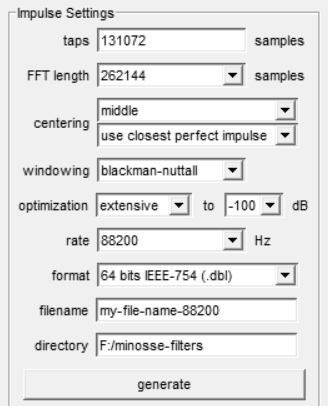 Impulse Settings
taps 131072 samples
FFT length 262144 samples
centering middle
use closest perfect impulse
windowing blackman-nuttall
optimization extensive to -100 dB
rate 88200 Hz
format 64 bits IEEE-754 (.dbl)
filename my-file-name-88200
directory F:/minosse-filters
generate